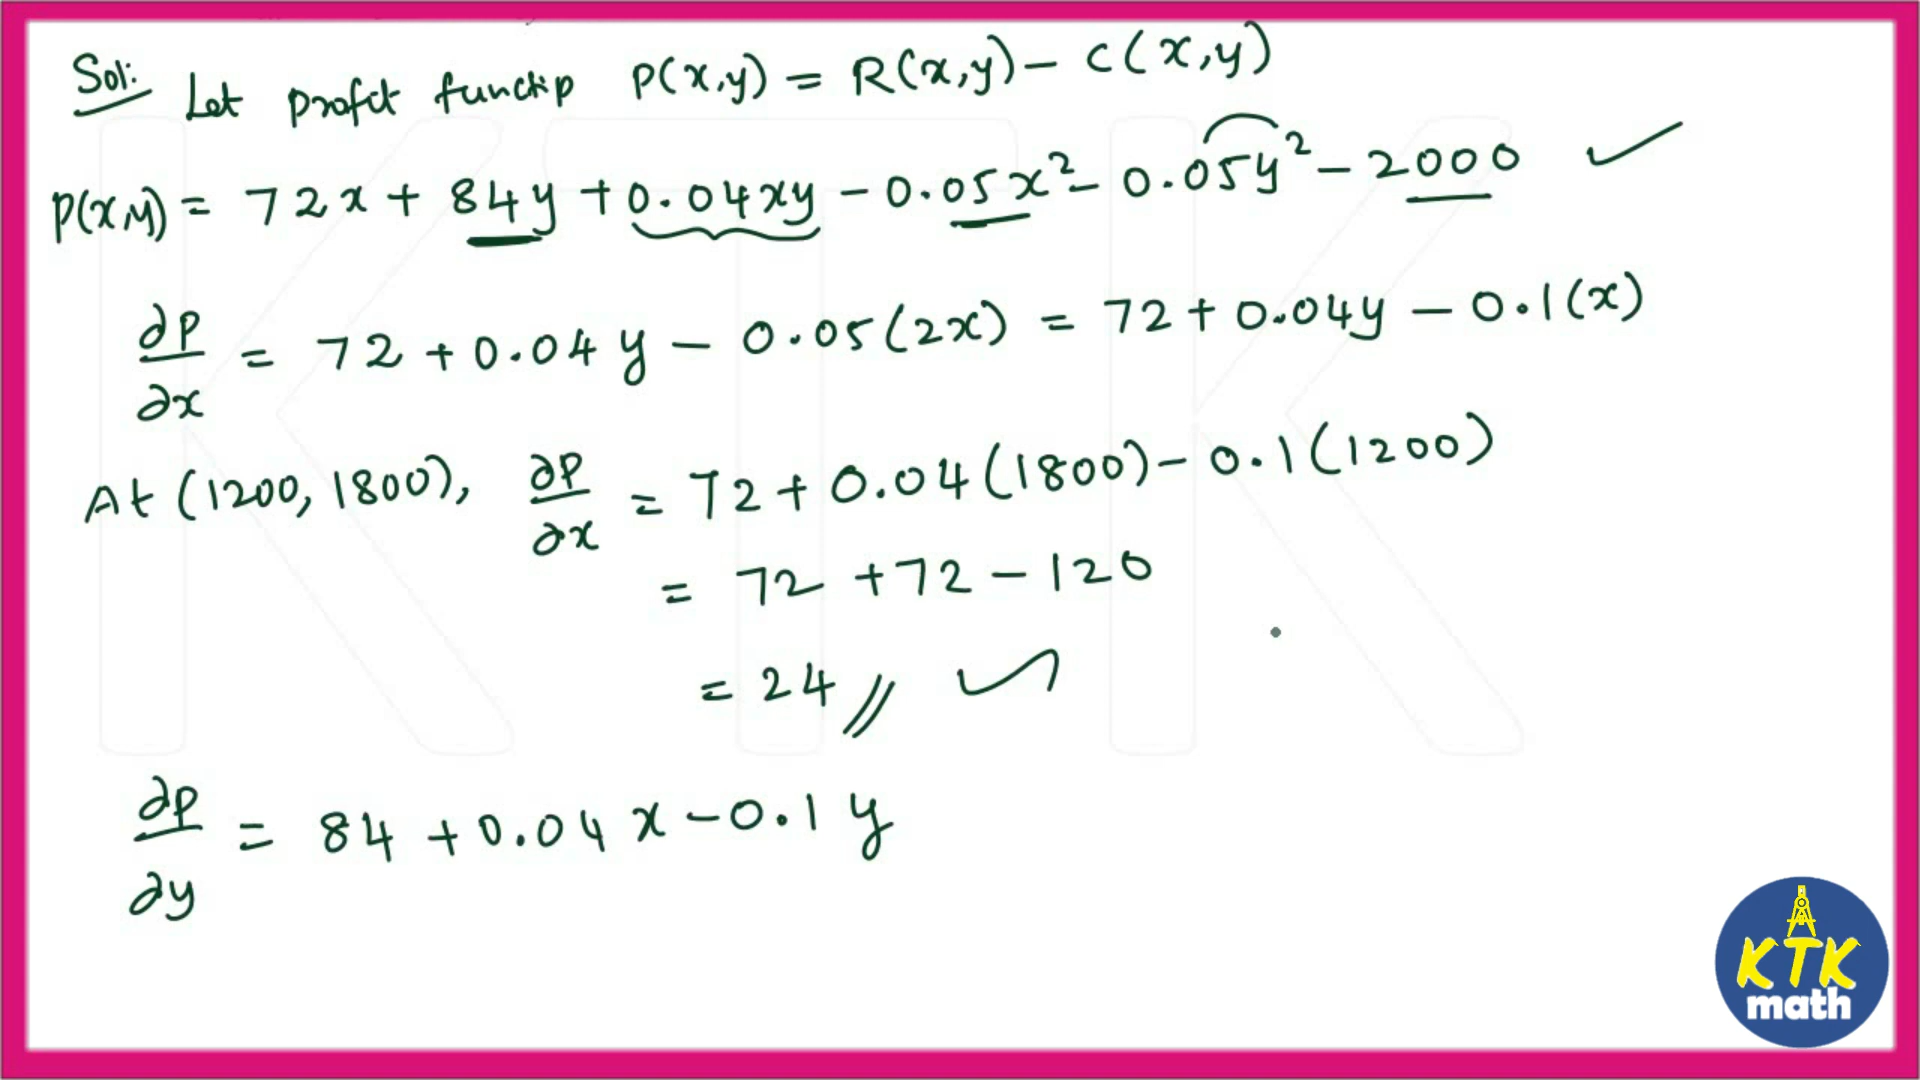 Sol: Let profit functip P(x,y) = R(x,y) - C(x,y)
P(x,y) = 72x + 84y + 0.04xy - 0.05x² - 0.05y² - 2000
∂P/∂x = 72 + 0.04y - 0.05(2x) = 72 + 0.04y - 0.1(x)
At (1200, 1800), ∂P/∂x = 72 + 0.04(1800) - 0.1(1200)
= 72 + 72 - 120
= 24 //
∂P/∂y = 84 + 0.04x - 0.1y
KTK
math